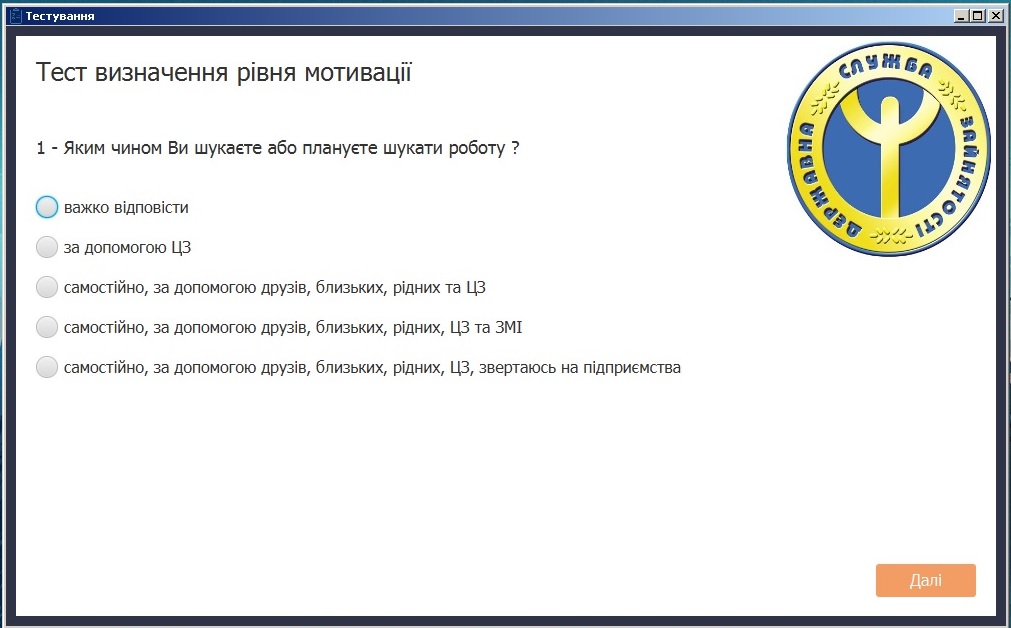 Тестування
Тест визначення рівня мотивації
1 - Яким чином Ви шукаєте або плануєте шукати роботу ?
важко відповісти
за допомогою ЦЗ
самостійно, за допомогою друзів, близьких, рідних та ЦЗ
самостійно, за допомогою друзів, близьких, рідних, ЦЗ та ЗМІ
самостійно, за допомогою друзів, близьких, рідних, ЦЗ, звертаюсь на підприємства
ДЕРЖАВНА СЛУЖБА ЗАЙНЯТОСТІ
Далі